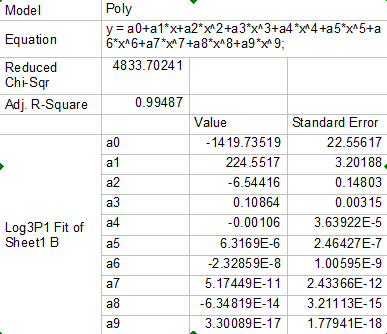 Model Poly
Equation y = a0+a1*x+a2*x^2+a3*x^3+a4*x^4+a5*x^5+a
6*x^6+a7*x^7+a8*x^8+a9*x^9;
Reduced
Chi-Sqr 4833.70241
Adj. R-Square 0.99487
Value Standard Error
Log3P1 Fit of
Sheet1 B
a0 -1419.73519 22.55617
a1 224.5517 3.20188
a2 -6.54416 0.14803
a3 0.10864 0.00315
a4 -0.00106 3.63922E-5
a5 6.3169E-6 2.46427E-7
a6 -2.32859E-8 1.00595E-9
a7 5.17449E-11 2.43366E-12
a8 -6.34819E-14 3.21113E-15
a9 3.30089E-17 1.77941E-18